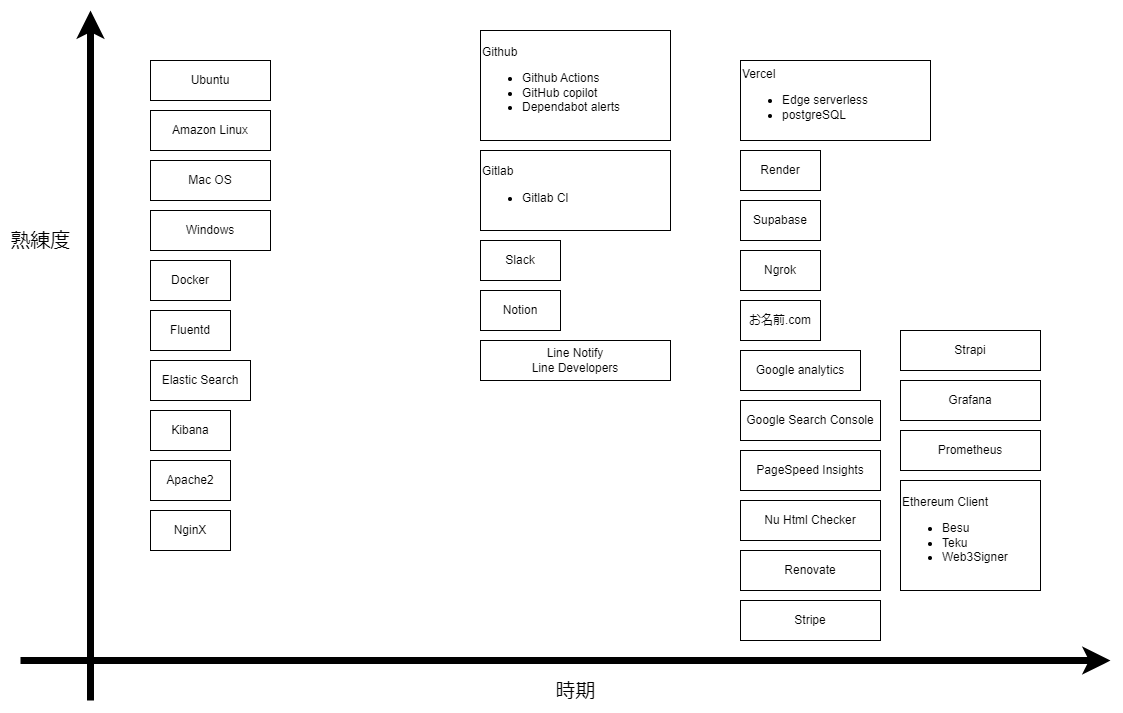 熟練度
Ubuntu
Amazon Linux
Mac OS
Windows
Docker
Fluentd
Elastic Search
Kibana
Apache2
NginX
Github
Github Actions
GitHub copilot
Dependabot alerts
Gitlab
Gitlab CI
Slack
Notion
Line Notify
Line Developers
Vercel
Edge serverless
postgreSQL
Render
Supabase
Ngrok
お名前.com
Google analytics
Google Search Console
PageSpeed Insights
Nu Html Checker
Renovate
Stripe
Strapi
Grafana
Prometheus
Ethereum Client
Besu
Teku
Web3Signer
時期